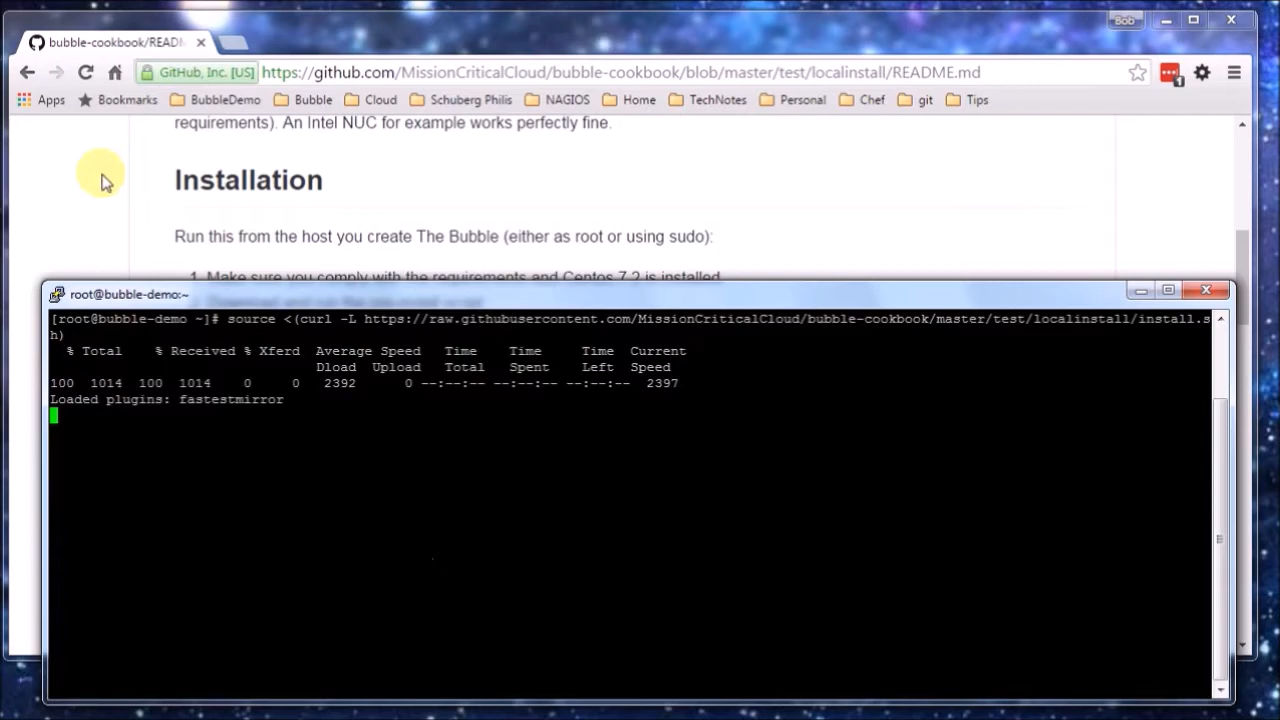 Bob
bubble-cookbook/READ
GitHub, Inc. [US] https://github.com/MissionCriticalCloud/bubble-cookbook/blob/master/test/localinstall/README.md
1
Apps Bookmarks BubbleDemo Bubble Cloud Schuberg Philis NAGIOS Home TechNotes Personal Chef git Tips
requirements). An Intel NUC for example works perfectly fine.
Installation
Run this from the host you create The Bubble (either as root or using sudo):
1. Make sure you comply with the requirements and Centos 7.2 is installed
root@bubble-demo:~
[root@bubble-demo ~]# source <(curl -L https://raw.githubusercontent.com/MissionCriticalCloud/bubble-cookbook/master/test/localinstall/install.s
h)
% Total % Received % Xferd Average Speed Time Time Time Current
Dload Upload Total Spent Left Speed
100 1014 100 1014 0 0 2392 0 --:--:-- --:--:-- --:--:-- 2397
Loaded plugins: fastestmirror